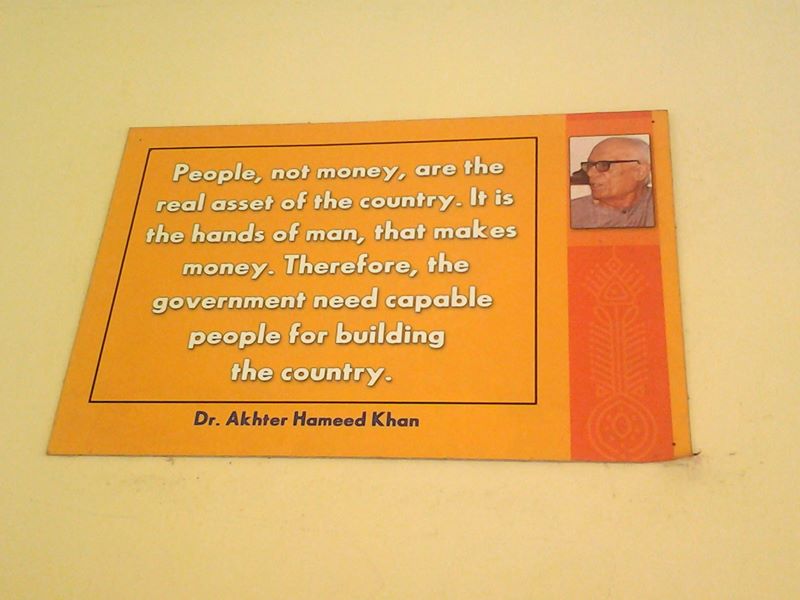 People, not money, are the
real asset of the country. It is
the hands of man, that makes
money. Therefore, the
government need capable
people for building
the country.
Dr. Akhter Hameed Khan